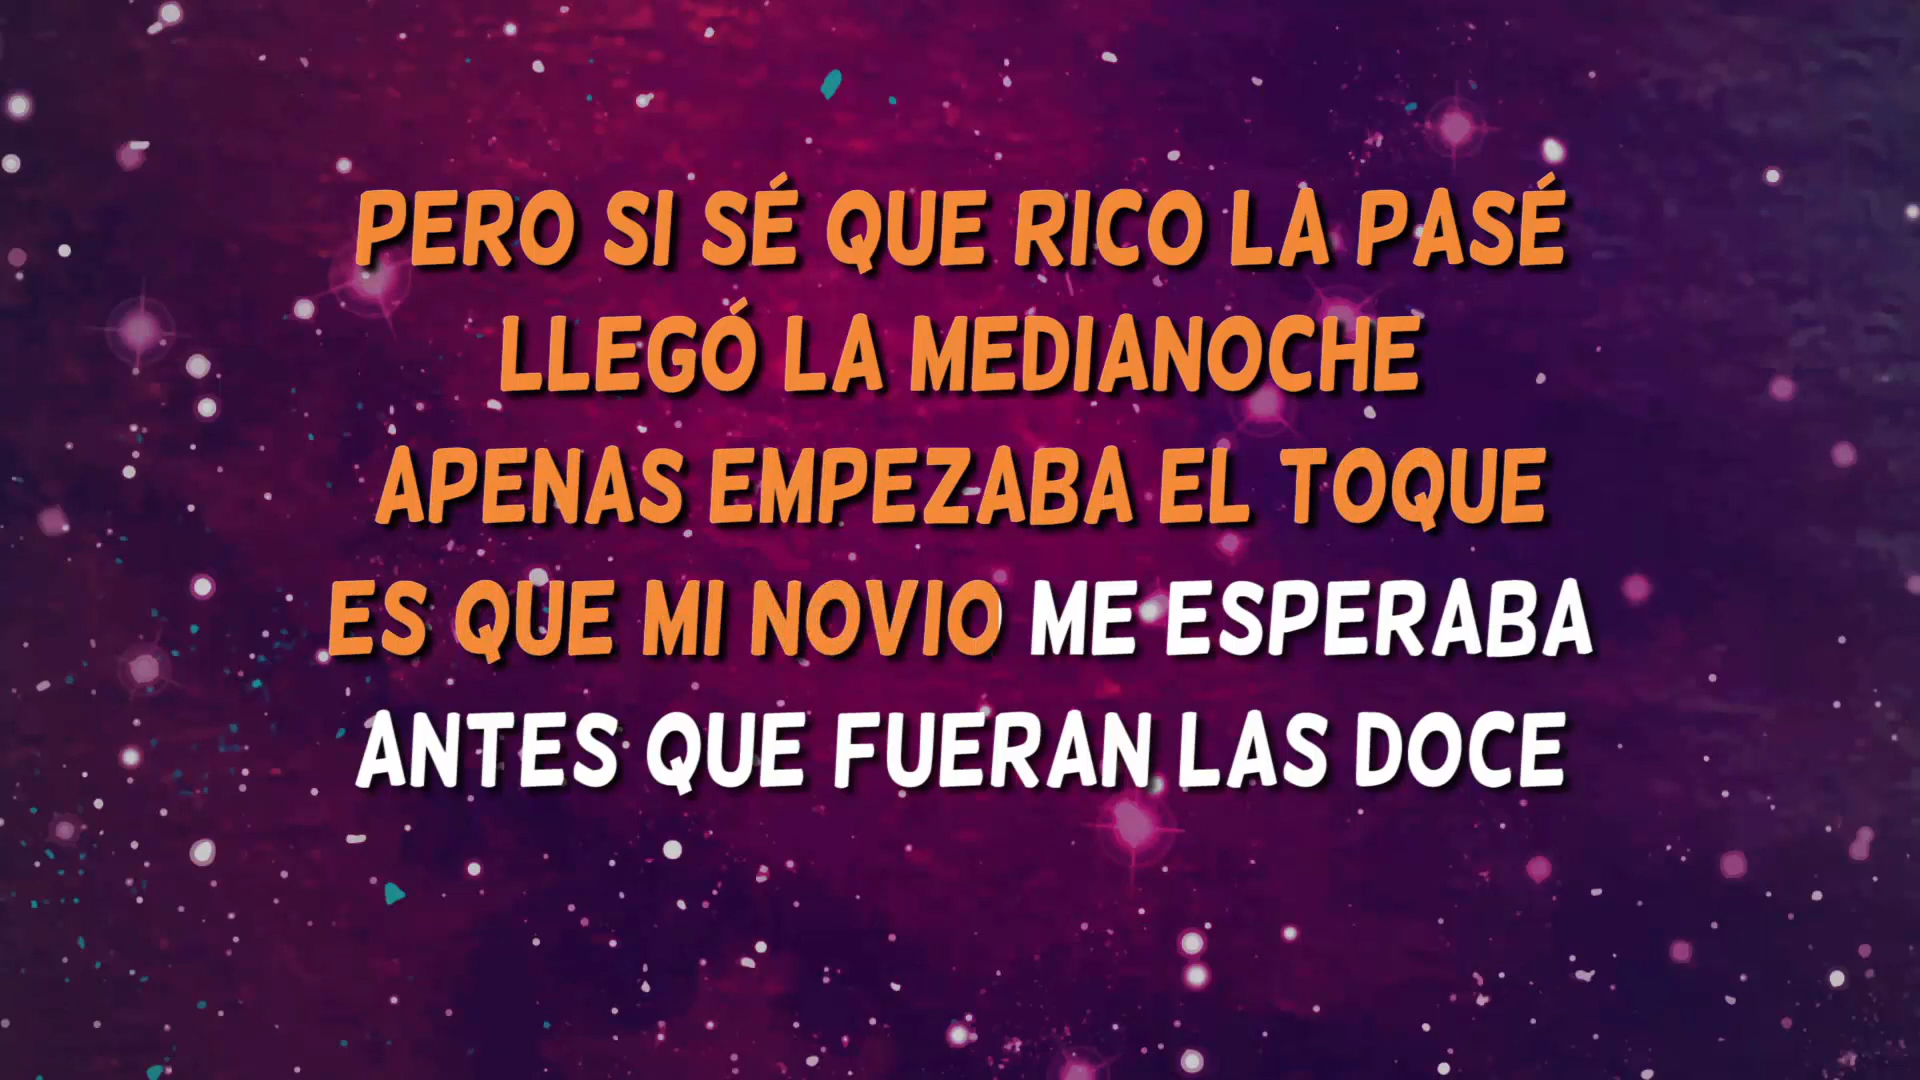 PERO SI SÉ QUE RICO LA PASÉ
LLEGÓ LA MEDIANOCHE
APENAS EMPEZABA EL TOQUE
ES QUE MI NOVIO ME ESPERABA
ANTES QUE FUERAN LAS DOCE